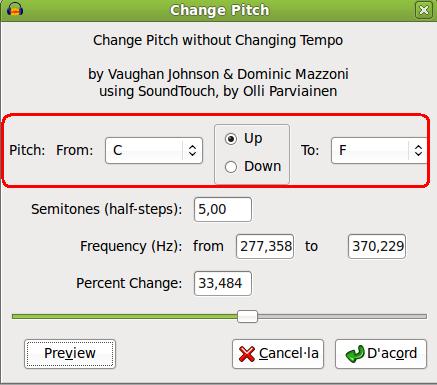 Change Pitch
Change Pitch without Changing Tempo
by Vaughan Johnson & Dominic Mazzoni
using SoundTouch, by Olli Parviainen
Pitch: From: C Up To: F
Down
Semitones (half-steps): 5,00
Frequency (Hz): from 277,358 to 370,229
Percent Change: 33,484
Preview Cancel·la D'acord